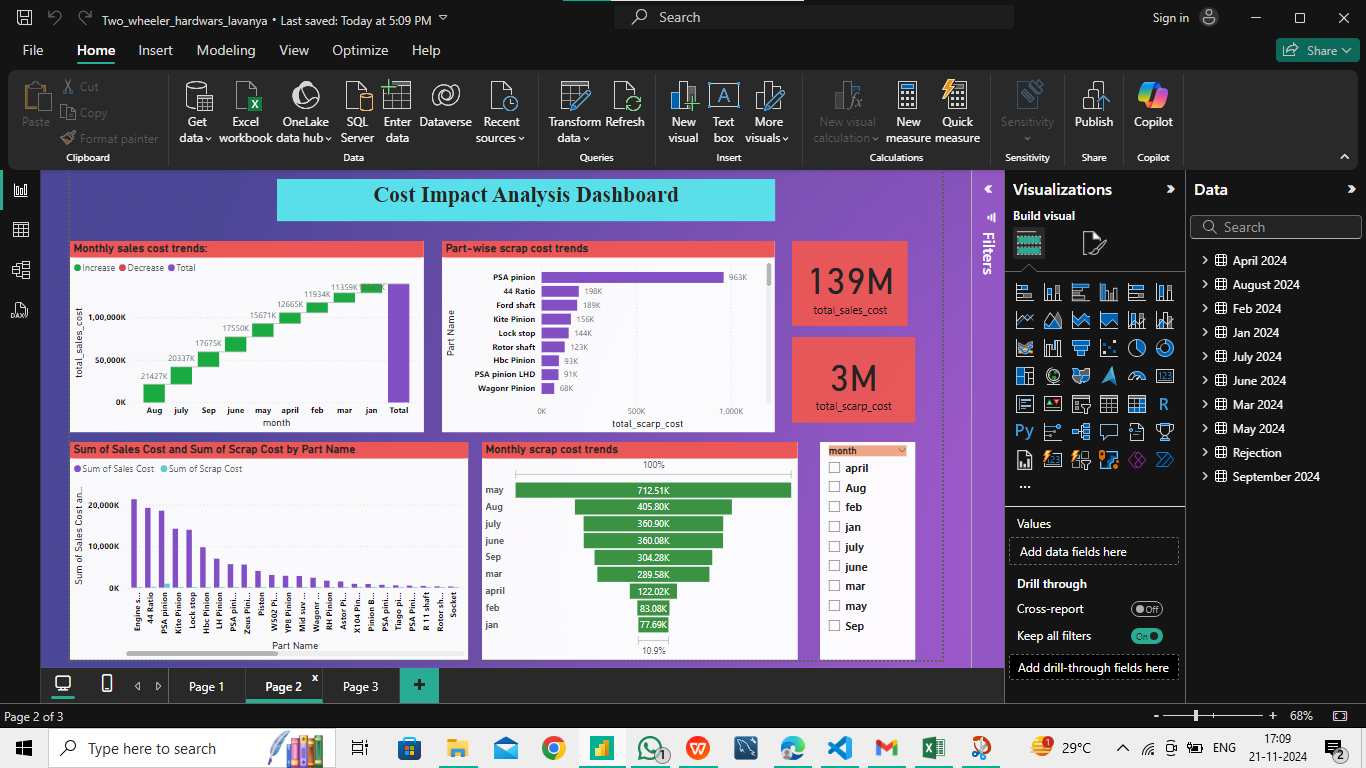 Two_wheeler_hardwars_lavanya • Last saved: Today at 5:09 PM
Search
Sign in
File Home Insert Modeling View Optimize Help
Share
Paste
Cut
Copy
Format painter
Clipboard
Get data
Excel workbook
OneLake data hub
SQL Server
Enter data
Dataverse
Recent sources
Data
Transform data
Refresh
Queries
New visual
Text box
More visuals
Insert
New visual calculation
New measure
Quick measure
Calculations
Sensitivity
Sensitivity
Publish
Share
Copilot
Copilot
Cost Impact Analysis Dashboard
Monthly sales cost trends:
Increase Decrease Total
total_sales_cost
1,00,000K
50,000K
0K
21427K
20337K
17675K
17550K
15671K
12665K
11934K
11359K
Aug july Sep june may april feb mar jan Total
month
Part-wise scrap cost trends
Part Name
PSA pinion 963K
44 Ratio 198K
Ford shaft 189K
Kite Pinion 156K
Lock stop 144K
Rotor shaft 123K
Hbc Pinion 93K
PSA pinion LHD 91K
Wagonr Pinion 68K
0K 500K 1,000K
total_scarp_cost
139M
total_sales_cost
3M
total_scarp_cost
Sum of Sales Cost and Sum of Scrap Cost by Part Name
Sum of Sales Cost Sum of Scrap Cost
Sum of Sales Cost an...
20,000K
10,000K
0K
Engine s...
44 Ratio
PSA pinion
Kite Pinion
Lock stop
Hbc Pinion
LH Pinion
PSA pini...
Zeus Pini...
Piston
W502 Pi...
YP8 Pinion
Mid suv ...
Wagonr ...
RH Pinion
Astor Pi...
X104 Pin...
Pinion B...
PSA pini...
Tiago pi...
PSA pini...
R 11 shaft
Rotor sh...
Socket
Part Name
Monthly scrap cost trends
100%
may 712.51K
Aug 405.80K
july 360.90K
june 360.08K
Sep 304.28K
mar 289.58K
april 122.02K
feb 83.08K
jan 77.69K
10.9%
month
april
Aug
feb
jan
july
june
mar
may
Sep
Filters
Visualizations
Build visual
123
R
Py
...
Values
Add data fields here
Drill through
Cross-report Off
Keep all filters On
Add drill-through fields here
Data
Search
April 2024
August 2024
Feb 2024
Jan 2024
July 2024
June 2024
Mar 2024
May 2024
Rejection
September 2024
Page 1 Page 2 x Page 3 +
Page 2 of 3
- + 68%
Type here to search
1
29°C
ENG
17:09
21-11-2024
2